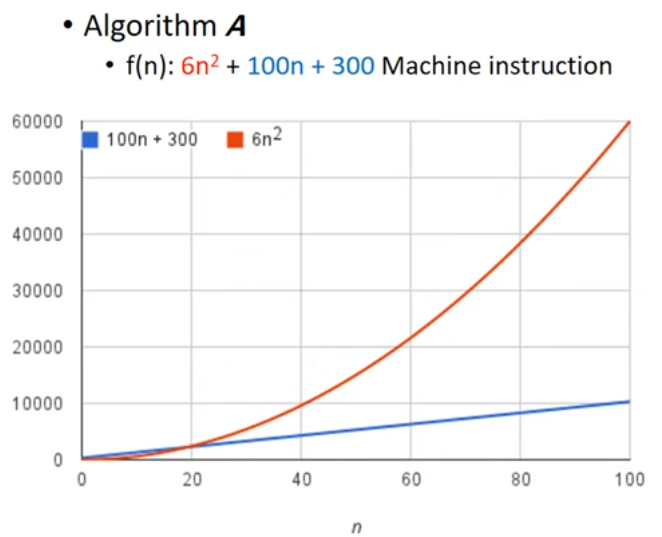 • Algorithm A
• f(n): 6n² + 100n + 300 Machine instruction
60000
100n + 300 6n²
50000
40000
30000
20000
10000
0
0 20 40 60 80 100
n